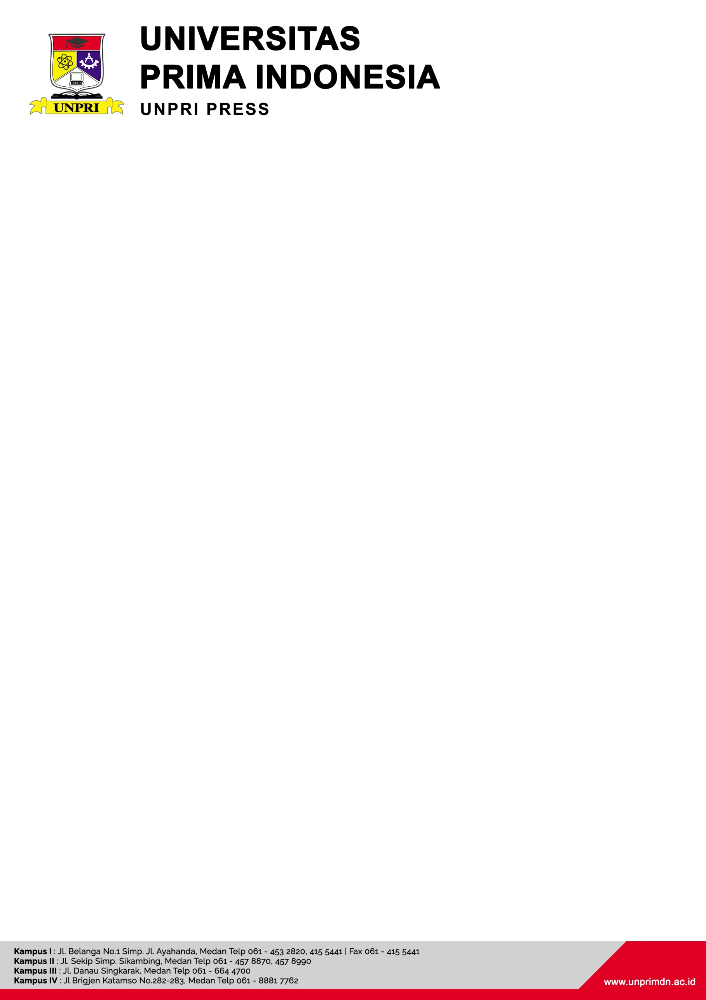 UNIVERSITAS
PRIMA INDONESIA
UNPRI PRESS
UNPRI
Kampus I : Jl. Belanga No.1 Simp. Jl. Ayahanda, Medan Telp 061 - 453 2820, 415 5441 | Fax 061 - 415 5441
Kampus II : Jl. Sekip Simp. Sikambing, Medan Telp 061 - 457 8870, 457 8990
Kampus III : Jl. Danau Singkarak, Medan Telp 061 - 664 4700
Kampus IV : Jl Brigjen Katamso No.282-283, Medan Telp 061 - 8881 7762
www.unprimdn.ac.id